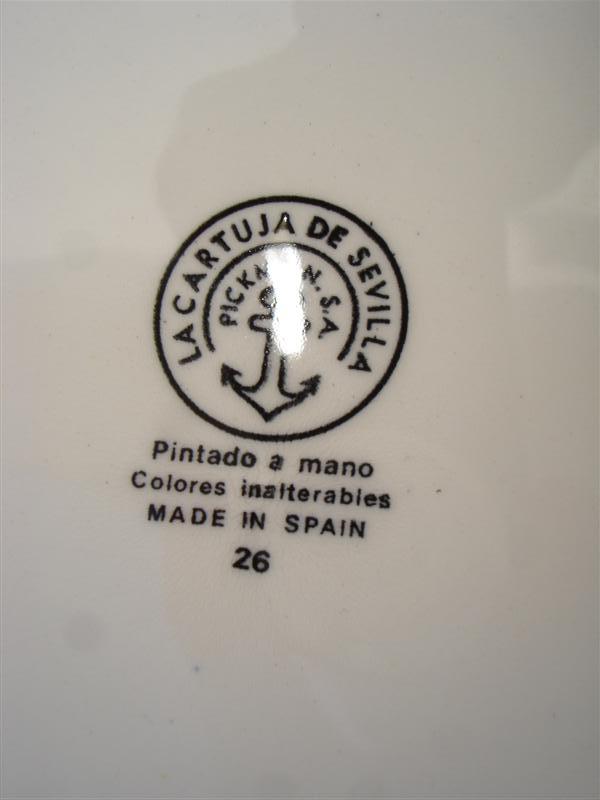 LA CARTUJA DE SEVILLA
N.S.A.
Pintado a mano
Colores inalterables
MADE IN SPAIN
26